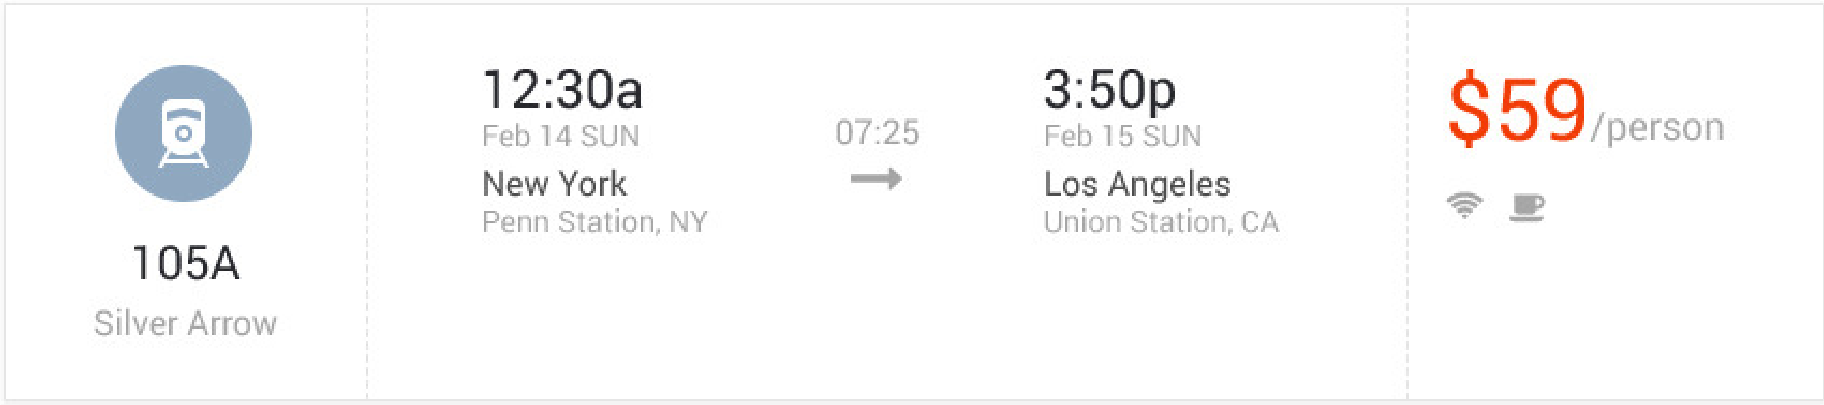 105A
Silver Arrow
12:30a
Feb 14 SUN
New York
Penn Station, NY
07:25
3:50p
Feb 15 SUN
Los Angeles
Union Station, CA
$59/person